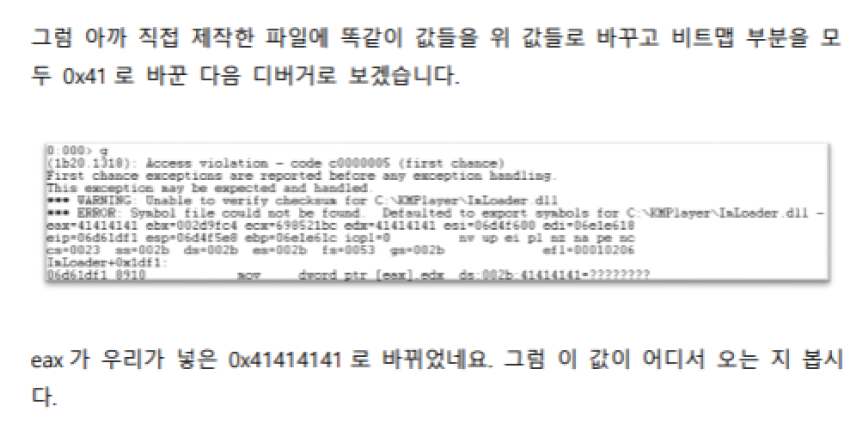 그럼 아까 직접 제작한 파일에 똑같이 값들을 위 값들로 바꾸고 비트맵 부분을 모
두 0x41 로 바꾼 다음 디버거로 보겠습니다.
0:000> g
(1b20.1318): Access violation - code c0000005 (first chance)
First chance exceptions are reported before any exception handling.
This exception may be expected and handled.
*** WARNING: Unable to verify checksum for C:\KMPlayer\ImLoader.dll
*** ERROR: Symbol file could not be found.  Defaulted to export symbols for C:\KMPlayer\ImLoader.dll -
eax=41414141 ebx=002d9fc4 ecx=698521bc edx=41414141 esi=06d4f600 edi=06e1e618
eip=06d61df1 esp=06d4f5e8 ebp=06e1e61c iopl=0 nv up ei pl nz na pe nc
cs=0023 ss=002b ds=002b es=002b fs=0053 gs=002b efl=00010206
ImLoader+0x1df1:
06d61df1 8910 mov dword ptr [eax],edx ds:002b:41414141=????????
eax 가 우리가 넣은 0x41414141 로 바뀌었네요. 그럼 이 값이 어디서 오는 지 봅시
다.